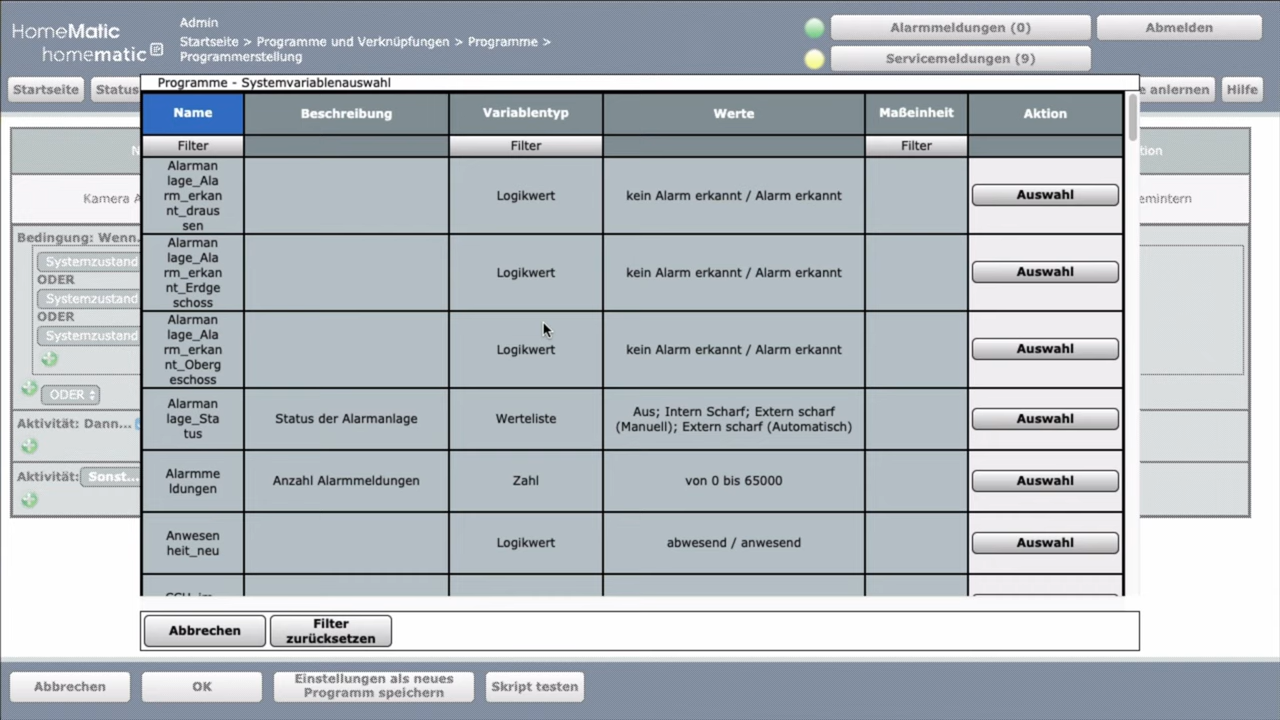 HomeMatic
homematic IP
Admin
Startseite > Programme und Verknüpfungen > Programme >
Programmerstellung
Alarmmeldungen (0)
Abmelden
Servicemeldungen (9)
Startseite
Status
e anlernen
Hilfe
Programme - Systemvariablenauswahl
Name
Beschreibung
Variablentyp
Werte
Maßeinheit
Aktion
Filter
Filter
Filter
Alarman
lage_Ala
rm_erkan
nt_draus
sen
Logikwert
kein Alarm erkannt / Alarm erkannt
Auswahl
Alarman
lage_Ala
rm_erkan
nt_Erdge
schoss
Logikwert
kein Alarm erkannt / Alarm erkannt
Auswahl
Alarman
lage_Ala
rm_erkan
nt_Oberg
eschoss
Logikwert
kein Alarm erkannt / Alarm erkannt
Auswahl
Alarman
lage_Sta
tus
Status der Alarmanlage
Werteliste
Aus; Intern Scharf; Extern scharf
(Manuell); Extern scharf (Automatisch)
Auswahl
Alarmme
ldungen
Anzahl Alarmmeldungen
Zahl
von 0 bis 65000
Auswahl
Anwesen
heit_neu
Logikwert
abwesend / anwesend
Auswahl
N
tion
Kamera A
emintern
Bedingung: Wenn...
Systemzustand
ODER
Systemzustand
ODER
Systemzustand
ODER
Aktivität: Dann...
Aktivität: Sonst...
Abbrechen
Filter
zurücksetzen
Abbrechen
OK
Einstellungen als neues
Programm speichern
Skript testen